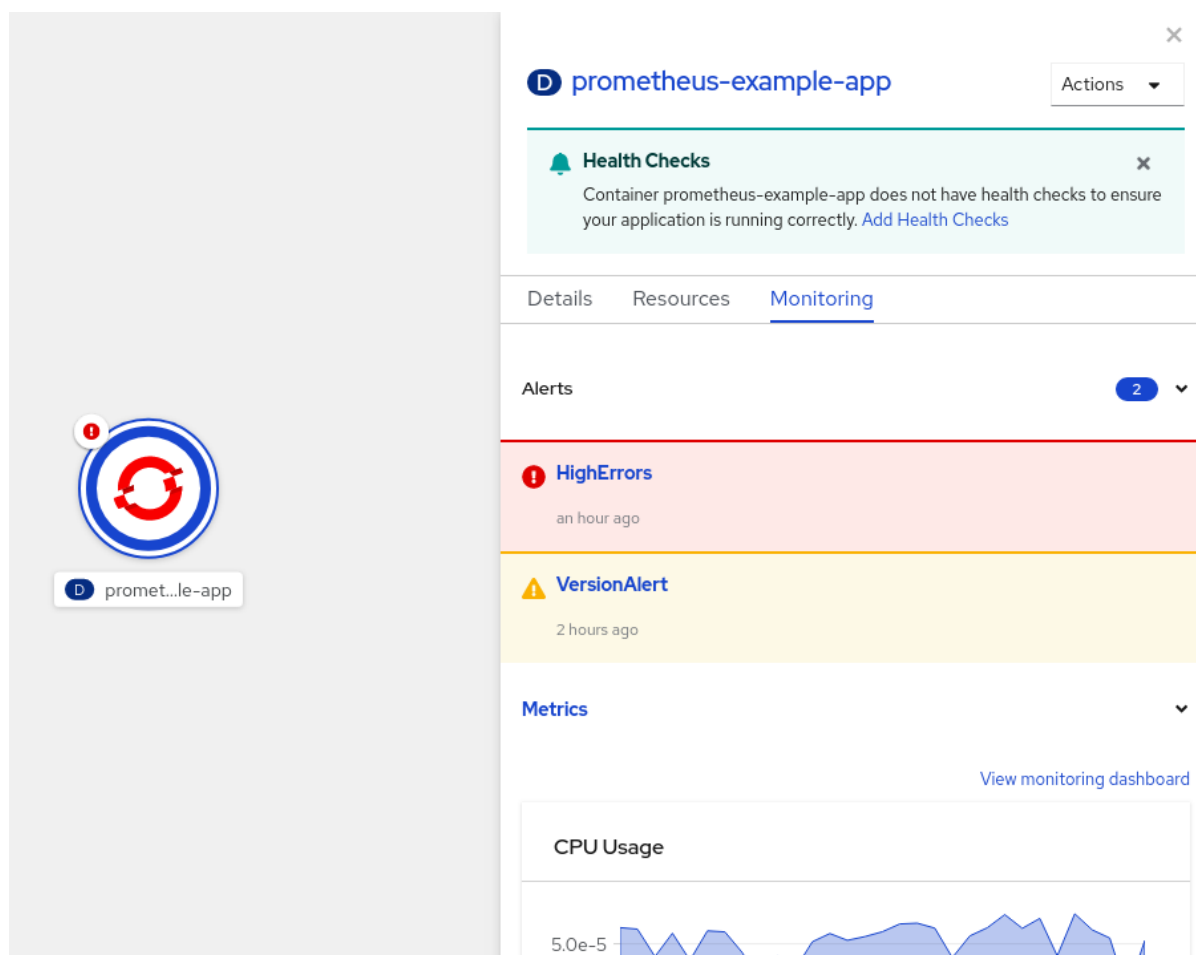 D prometheus-example-app
Actions
Health Checks
Container prometheus-example-app does not have health checks to ensure
your application is running correctly. Add Health Checks
Details Resources Monitoring
Alerts 2
HighErrors
an hour ago
D promet...le-app
VersionAlert
2 hours ago
Metrics
View monitoring dashboard
CPU Usage
5.0e-5